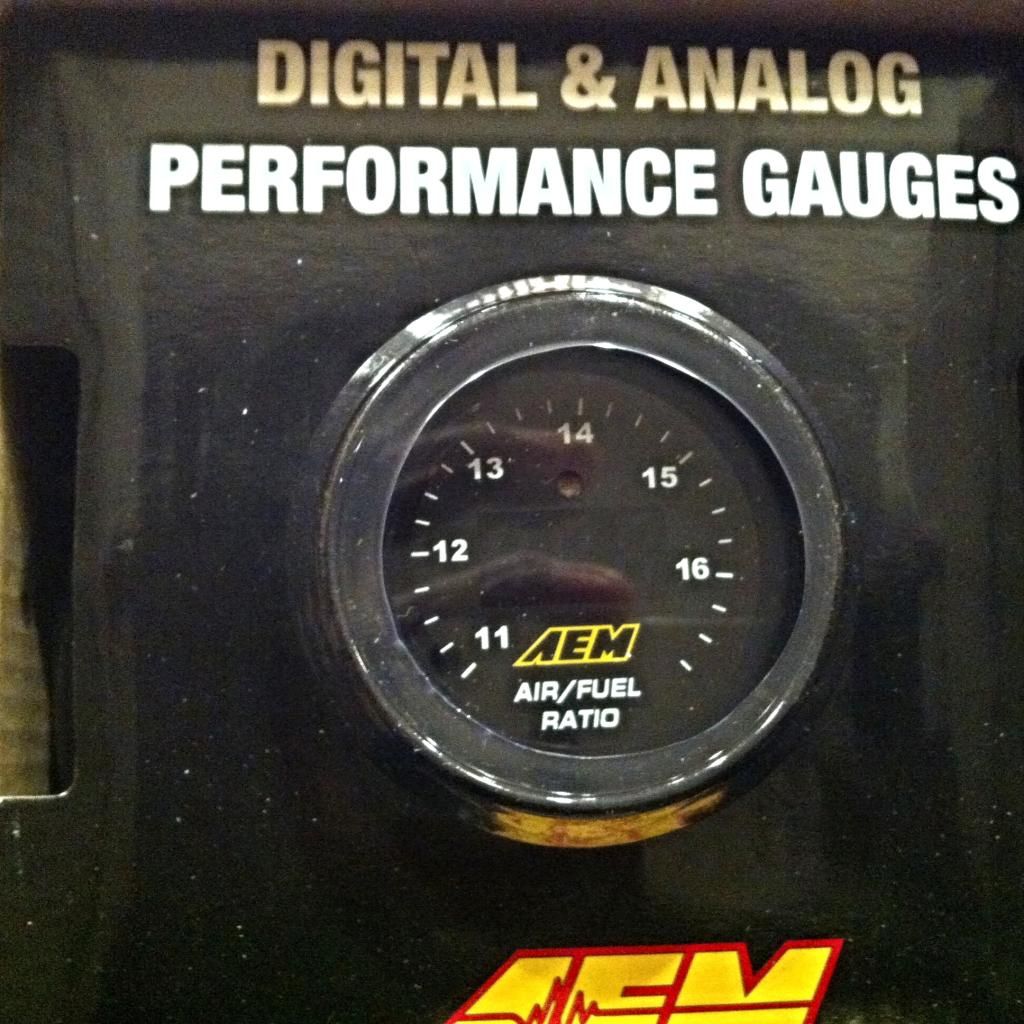 DIGITAL & ANALOG
PERFORMANCE GAUGES
14
13
15
12
16
11
AEM
AIR/FUEL
RATIO
AEM